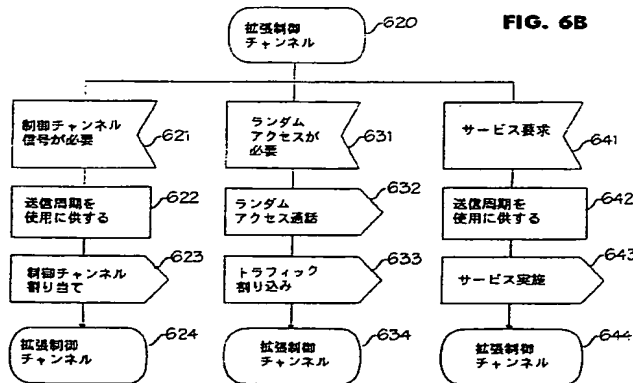 FIG. 6B
拡張制御
チャンネル
620
制御チャンネル
信号が必要
621
ランダム
アクセスが
必要
631
サービス要求
641
送信周期を
使用に供する
622
ランダム
アクセス通話
632
送信周期を
使用に供する
642
制御チャンネル
割り当て
623
トラフィック
割り込み
633
サービス実施
643
拡張制御
チャンネル
624
拡張制御
チャンネル
634
拡張制御
チャンネル
644